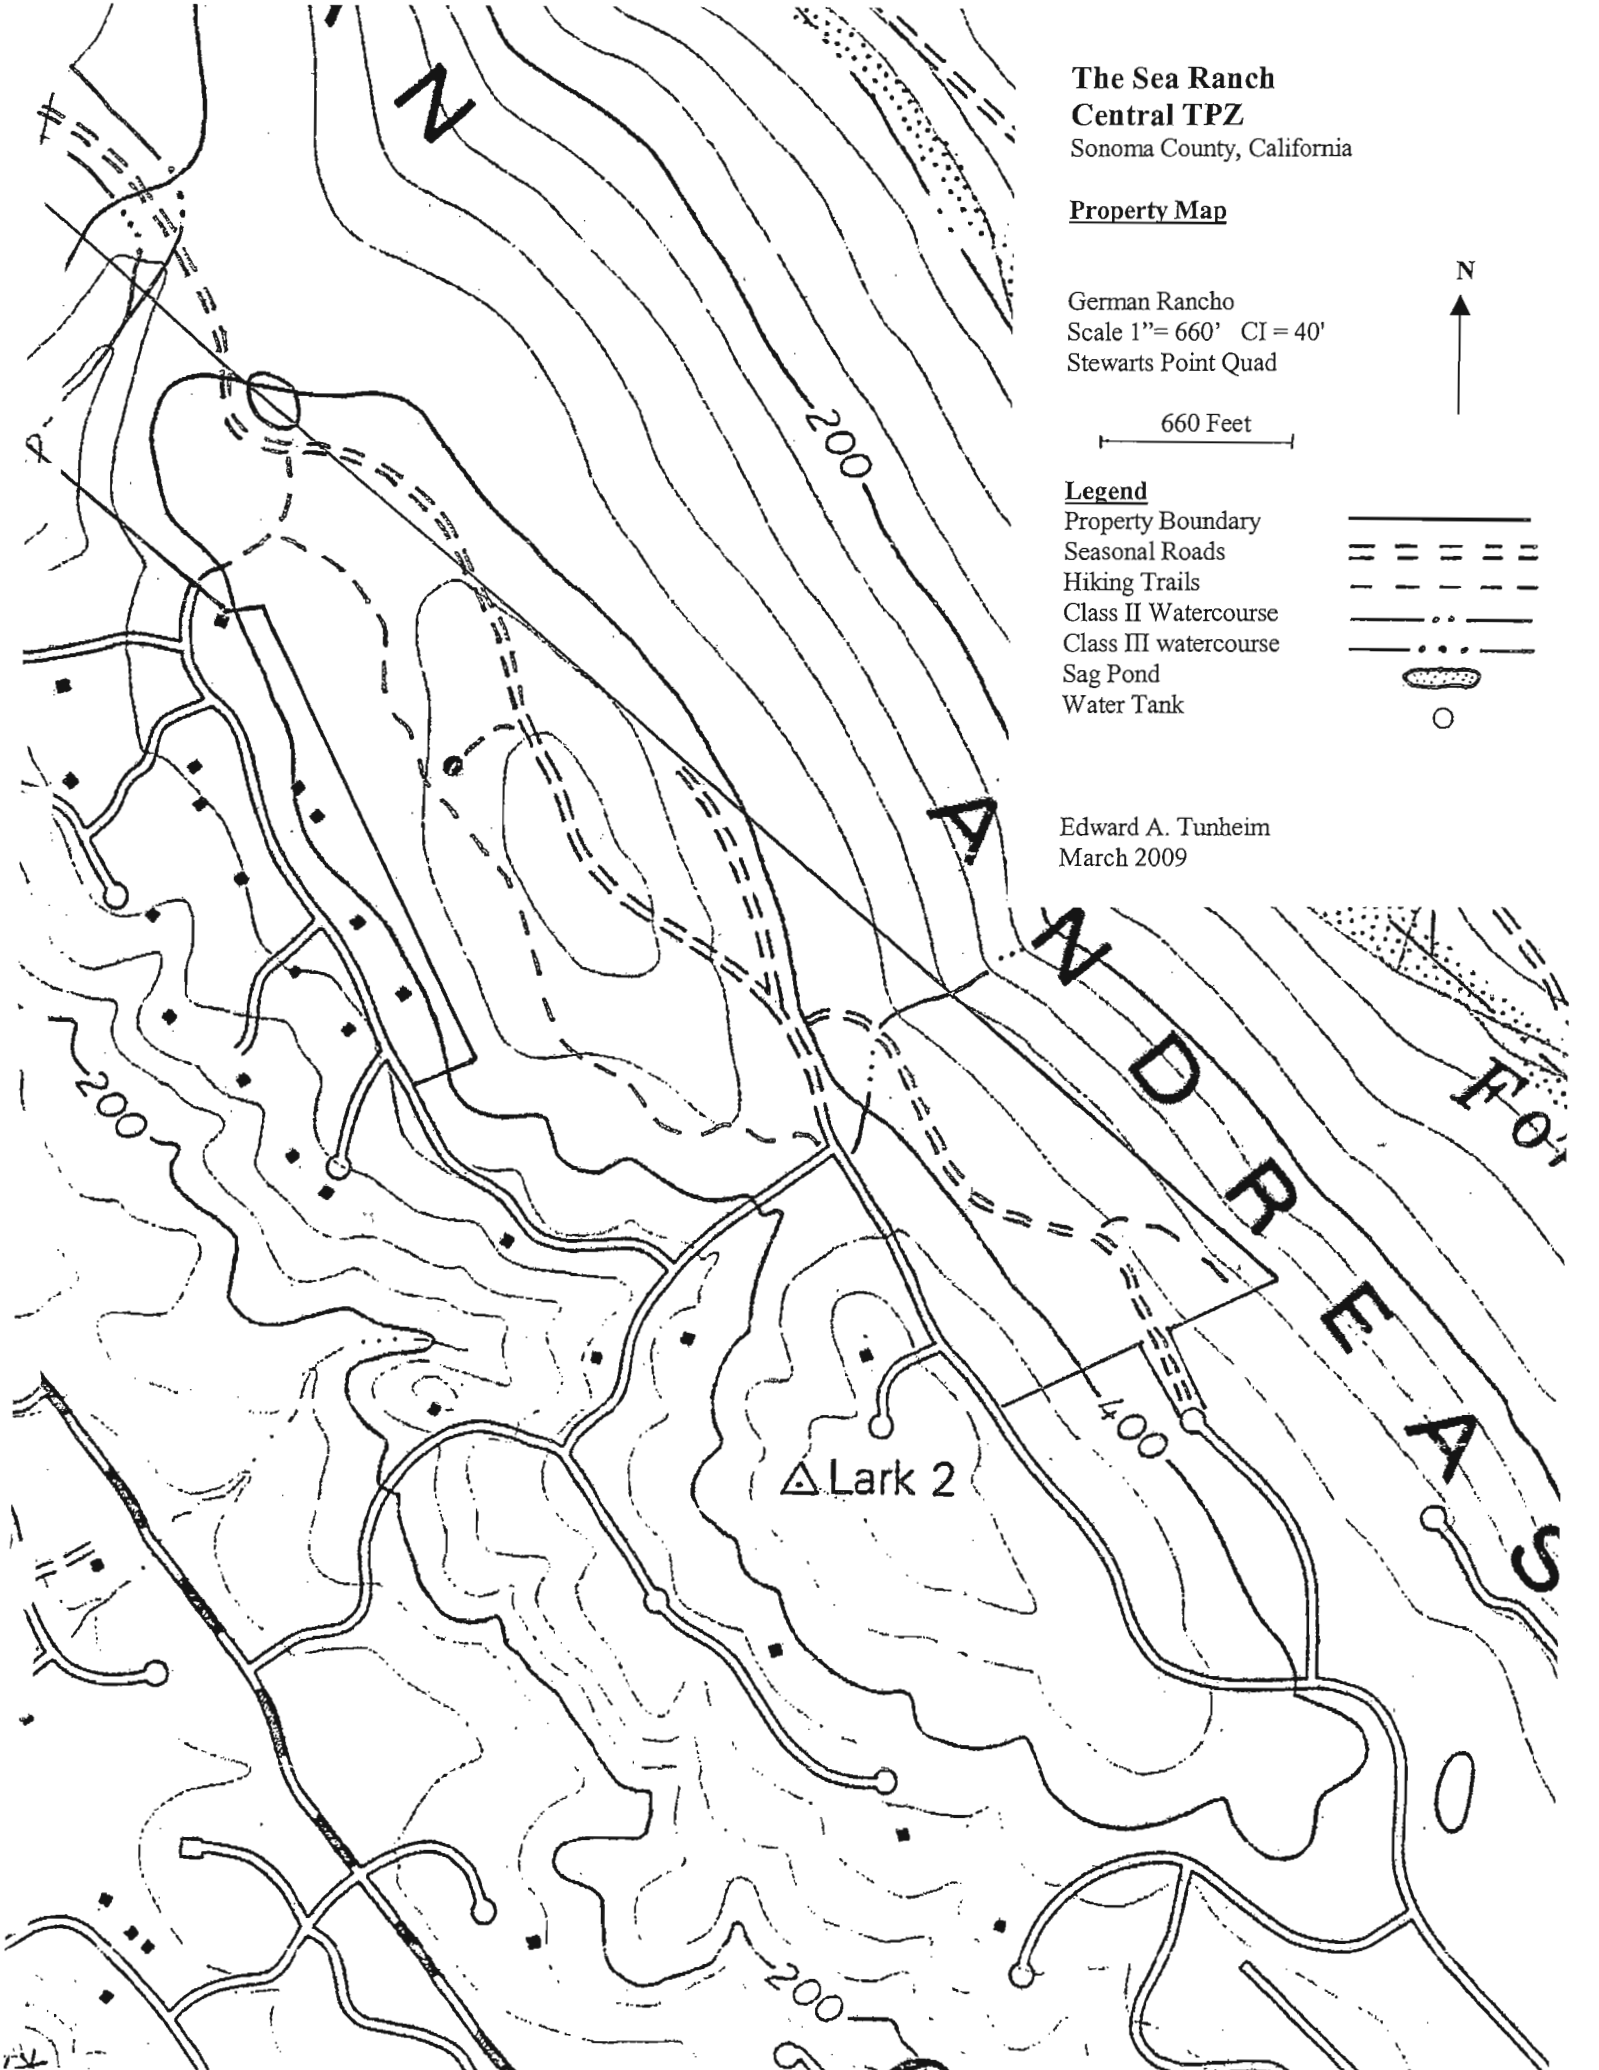 The Sea Ranch
Central TPZ
Sonoma County, California
Property Map
N
German Rancho
Scale 1”= 660’ CI = 40'
Stewarts Point Quad
660 Feet
Legend
Property Boundary
Seasonal Roads
Hiking Trails
Class II Watercourse
Class III watercourse
Sag Pond
Water Tank
Edward A. Tunheim
March 2009
N
200
A N D R E A S
200
400
Lark 2
200